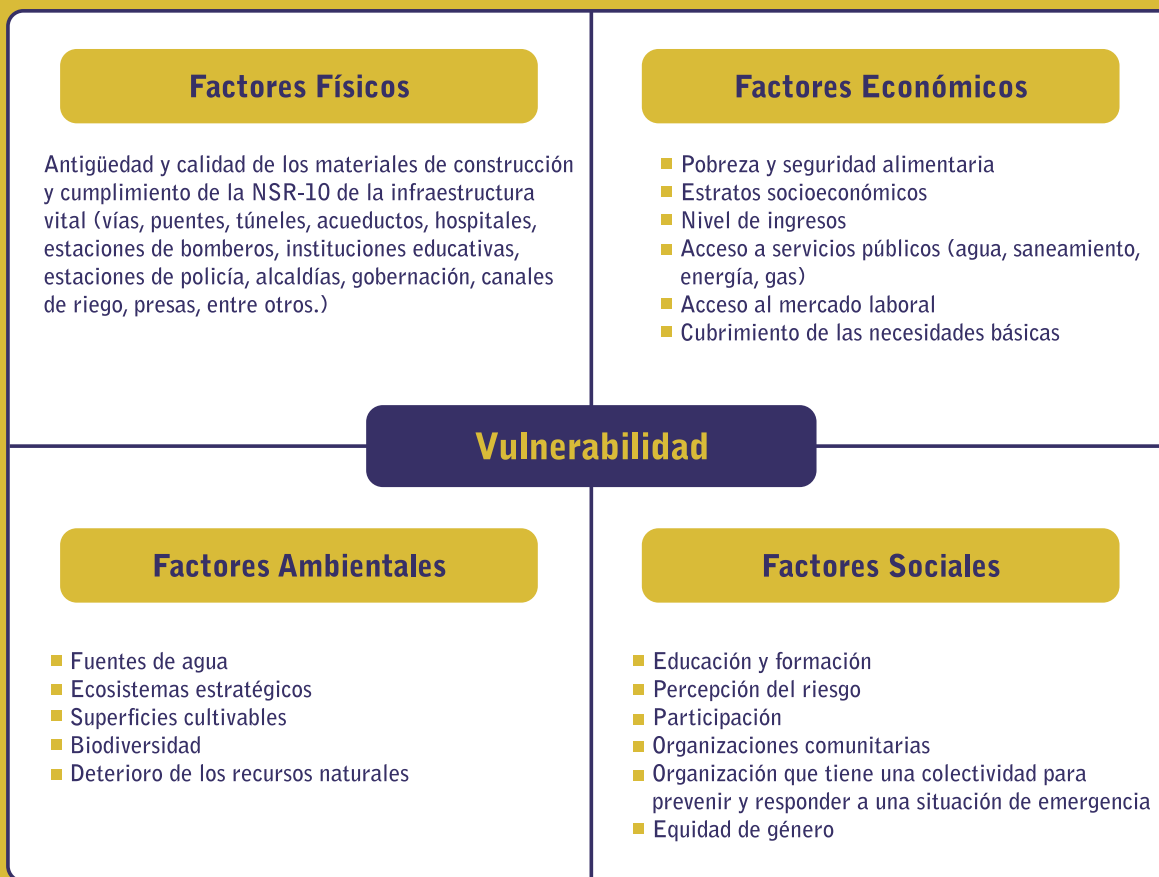 Factores Físicos
Antigüedad y calidad de los materiales de construcción
y cumplimiento de la NSR-10 de la infraestructura
vital (vías, puentes, túneles, acueductos, hospitales,
estaciones de bomberos, instituciones educativas,
estaciones de policía, alcaldías, gobernación, canales
de riego, presas, entre otros.)
Factores Económicos
Pobreza y seguridad alimentaria
Estratos socioeconómicos
Nivel de ingresos
Acceso a servicios públicos (agua, saneamiento,
energía, gas)
Acceso al mercado laboral
Cubrimiento de las necesidades básicas
Vulnerabilidad
Factores Ambientales
Fuentes de agua
Ecosistemas estratégicos
Superficies cultivables
Biodiversidad
Deterioro de los recursos naturales
Factores Sociales
Educación y formación
Percepción del riesgo
Participación
Organizaciones comunitarias
Organización que tiene una colectividad para
prevenir y responder a una situación de emergencia
Equidad de género